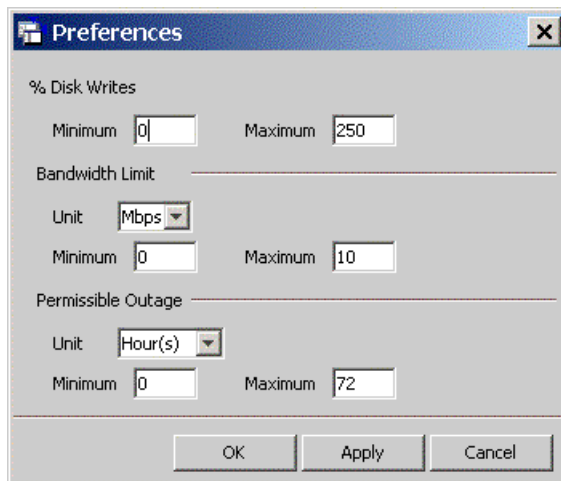 Preferences
% Disk Writes
Minimum 0 Maximum 250
Bandwidth Limit
Unit Mbps
Minimum 0 Maximum 10
Permissible Outage
Unit Hour(s)
Minimum 0 Maximum 72
OK Apply Cancel